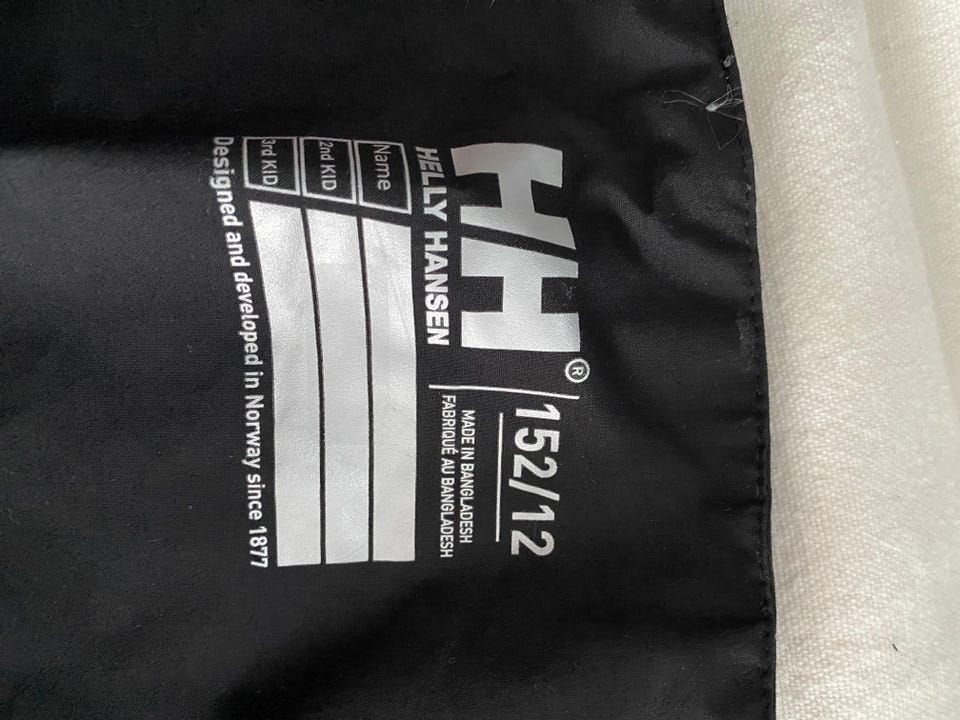 HH®
HELLY HANSEN
152/12
MADE IN BANGLADESH
FABRIQUÉ AU BANGLADESH
Name
2nd KID
3rd KID
Designed and developed in Norway since 1877